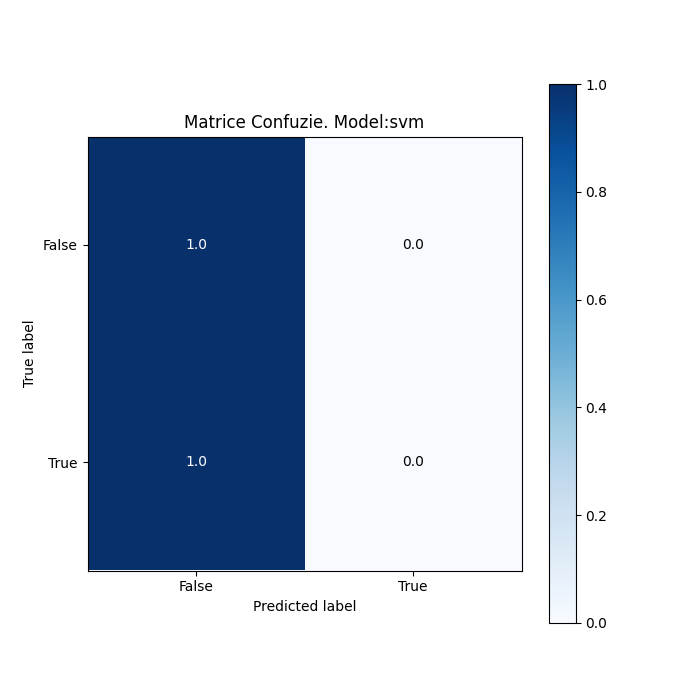 Matrice Confuzie. Model:svm
1.0
0.8
0.6
0.4
0.2
0.0
True label
False
1.0
0.0
True
1.0
0.0
False
True
Predicted label